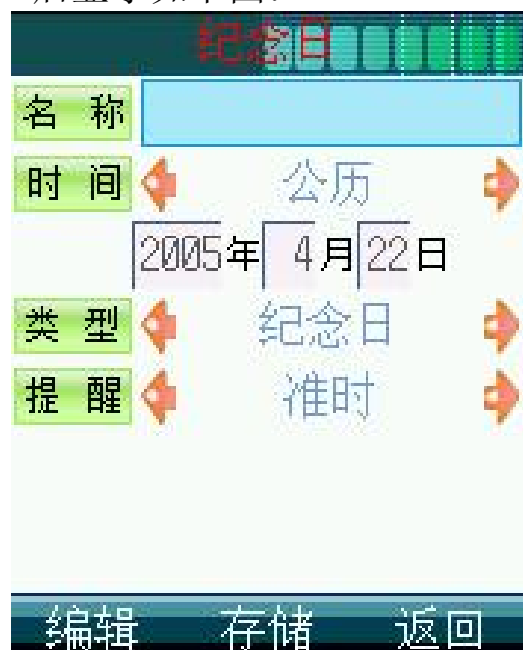 纪念日
名 称
时 间 公历
2005年 4月22日
类 型 纪念日
提 醒 准时
编辑 存储 返回